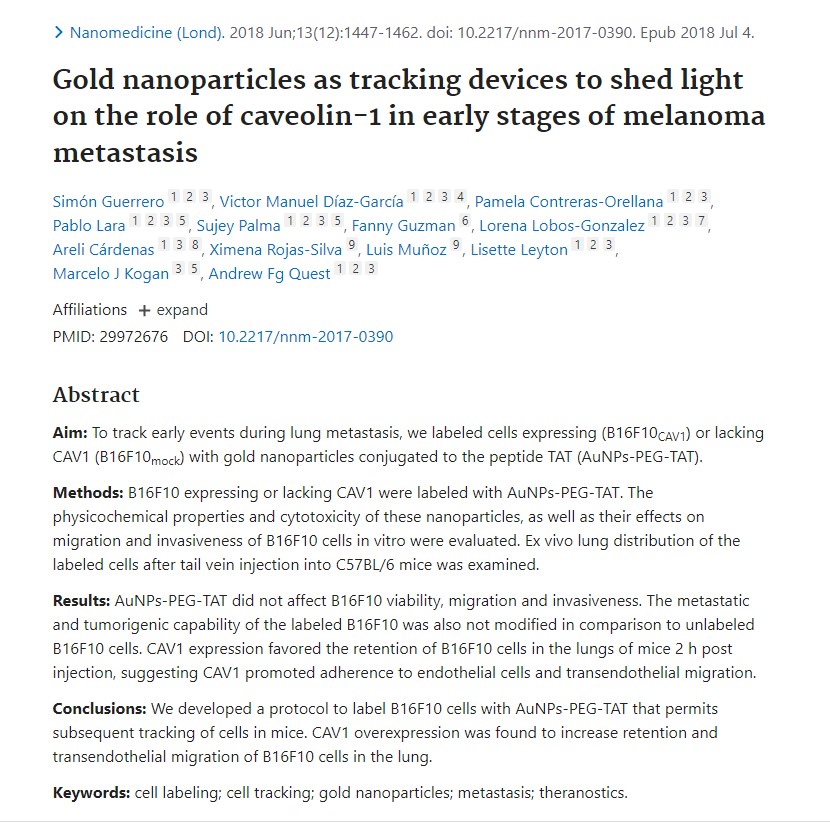 > Nanomedicine (Lond). 2018 Jun;13(12):1447-1462. doi: 10.2217/nnm-2017-0390. Epub 2018 Jul 4.
Gold nanoparticles as tracking devices to shed light
on the role of caveolin-1 in early stages of melanoma
metastasis
Simón Guerrero 1 2 3, Victor Manuel Díaz-García 1 2 3 4, Pamela Contreras-Orellana 1 2 3,
Pablo Lara 1 2 3 5, Sujey Palma 1 2 3 5, Fanny Guzman 6, Lorena Lobos-Gonzalez 1 2 3 7,
Areli Cárdenas 1 3 8, Ximena Rojas-Silva 9, Luis Muñoz 9, Lisette Leyton 1 2 3,
Marcelo J Kogan 3 5, Andrew Fg Quest 1 2 3
Affiliations + expand
PMID: 29972676 DOI: 10.2217/nnm-2017-0390
Abstract
Aim: To track early events during lung metastasis, we labeled cells expressing (B16F10CAV1) or lacking
CAV1 (B16F10mock) with gold nanoparticles conjugated to the peptide TAT (AuNPs-PEG-TAT).
Methods: B16F10 expressing or lacking CAV1 were labeled with AuNPs-PEG-TAT. The
physicochemical properties and cytotoxicity of these nanoparticles, as well as their effects on
migration and invasiveness of B16F10 cells in vitro were evaluated. Ex vivo lung distribution of the
labeled cells after tail vein injection into C57BL/6 mice was examined.
Results: AuNPs-PEG-TAT did not affect B16F10 viability, migration and invasiveness. The metastatic
and tumorigenic capability of the labeled B16F10 was also not modified in comparison to unlabeled
B16F10 cells. CAV1 expression favored the retention of B16F10 cells in the lungs of mice 2 h post
injection, suggesting CAV1 promoted adherence to endothelial cells and transendothelial migration.
Conclusions: We developed a protocol to label B16F10 cells with AuNPs-PEG-TAT that permits
subsequent tracking of cells in mice. CAV1 overexpression was found to increase retention and
transendothelial migration of B16F10 cells in the lung.
Keywords: cell labeling; cell tracking; gold nanoparticles; metastasis; theranostics.